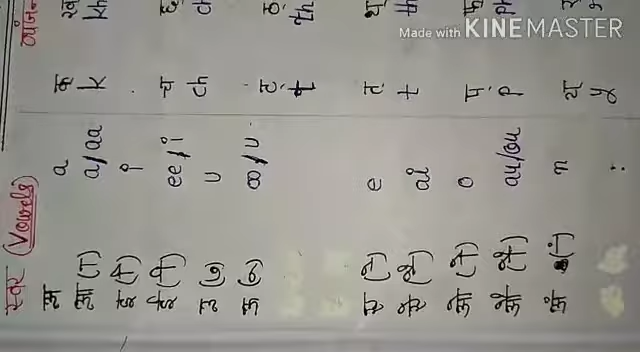 स्वर (Vowels)
अ a क
आ (ा) a/aa k kh
इ (ि) i
ई (ी) ee/i च
उ (ु) u ch
ऊ (ू) oo/u ट ठ
t th
ए (े) e त
ऐ (ै) ai t
ओ (ो) o प
औ (ौ) au/ou p
अं (ं) n य
: y
Made with KINEMASTER